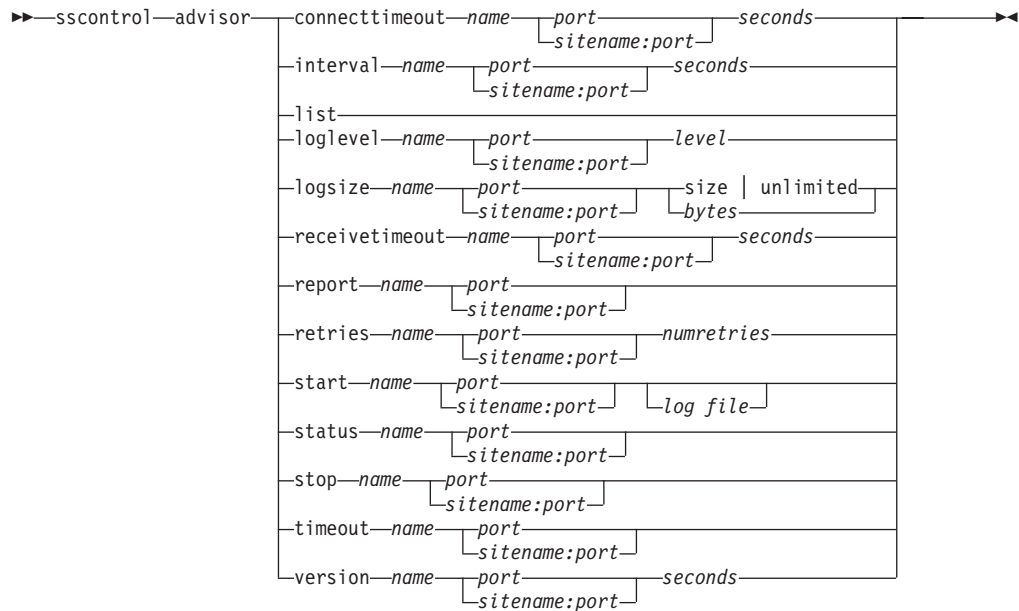 sscontrol advisor connecttimeout name port seconds
sitename:port
interval name port seconds
sitename:port
list
loglevel name port level
sitename:port
logsize name port size | unlimited
sitename:port bytes
receivetimeout name port seconds
sitename:port
report name port
sitename:port
retries name port numretries
sitename:port
start name port
sitename:port log file
status name port
sitename:port
stop name port
sitename:port
timeout name port
sitename:port
version name port seconds
sitename:port